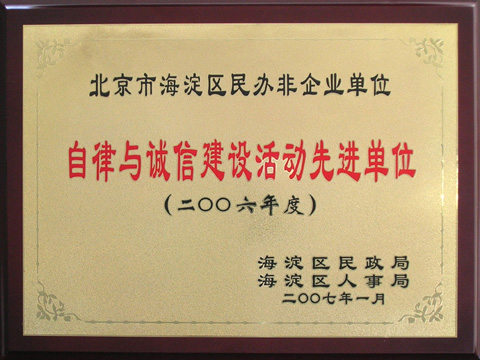 北京市海淀区民办非企业单位
自律与诚信建设活动先进单位
(二〇〇六年度)
海淀区民政局
海淀区人事局
二〇〇七年一月